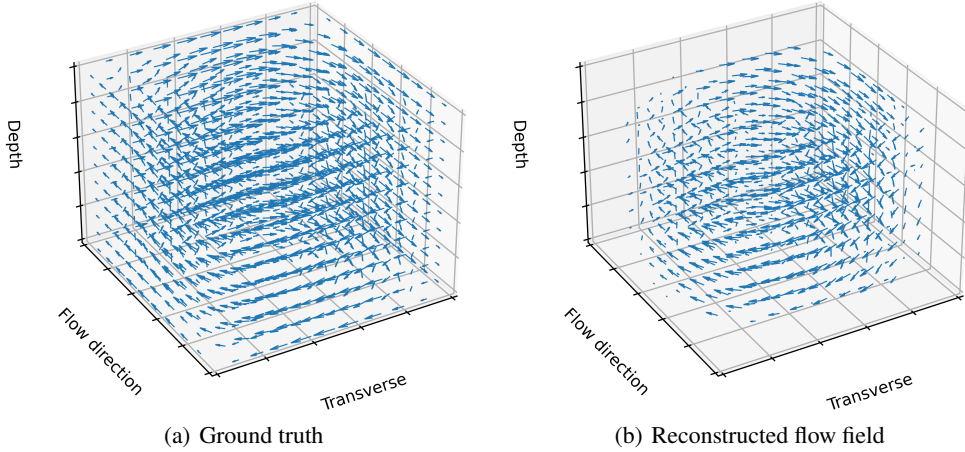 Depth
Flow direction
Transverse
(a) Ground truth
Depth
Flow direction
Transverse
(b) Reconstructed flow field